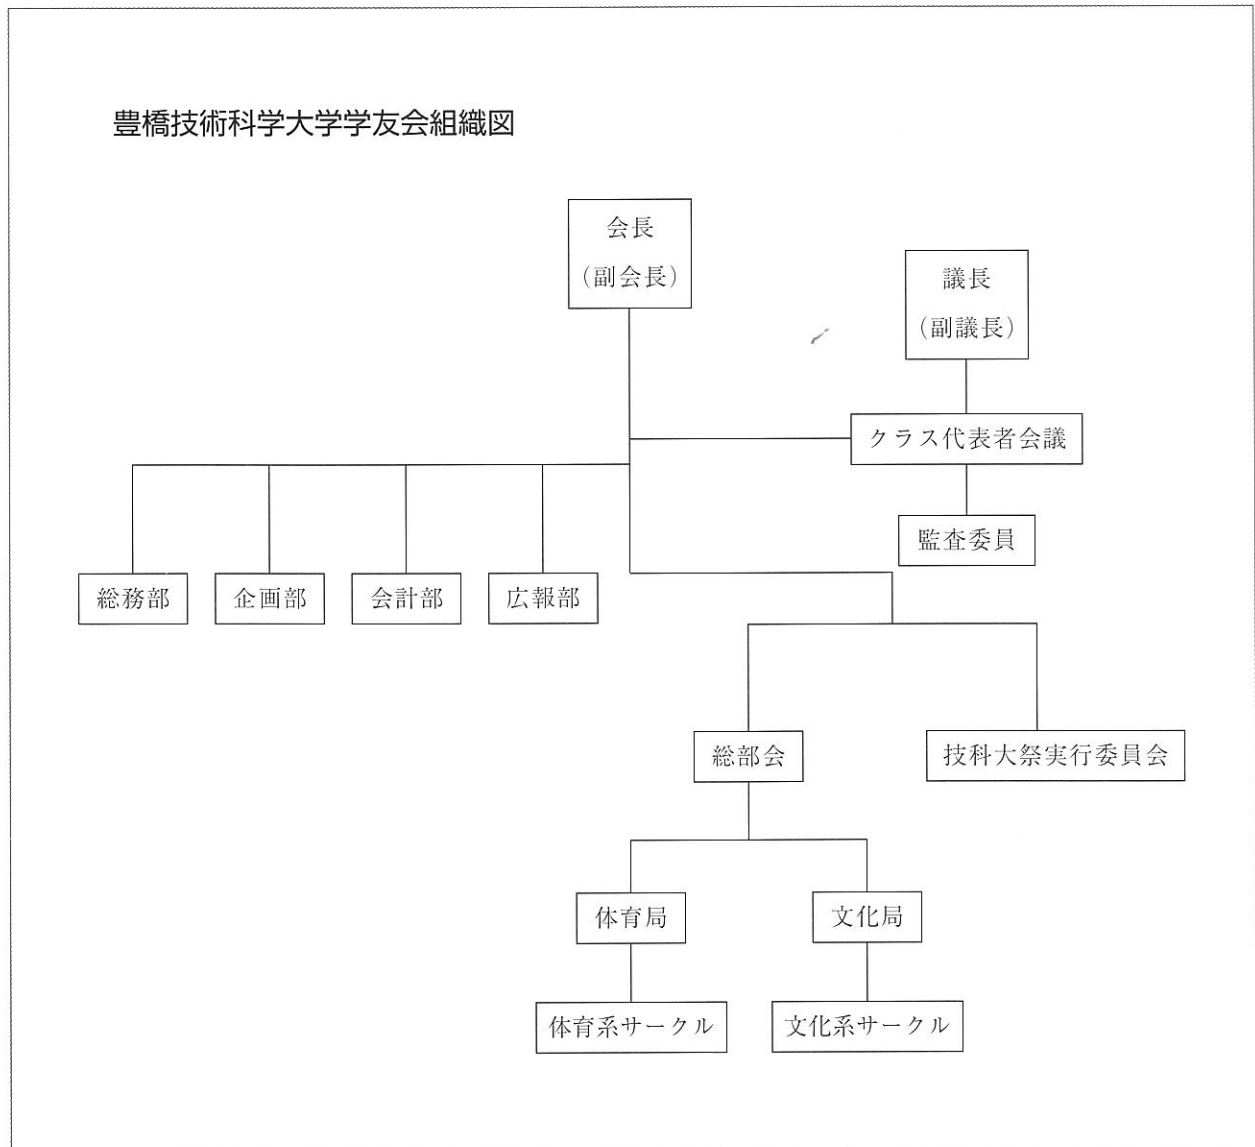 豊橋技術科学大学学友会組織図
会長
(副会長)
議長
(副議長)
クラス代表者会議
監査委員
総務部
企画部
会計部
広報部
総部会
技科大祭実行委員会
体育局
文化局
体育系サークル
文化系サークル